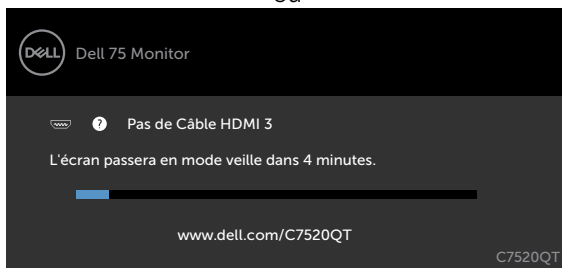 ou
DELL
Dell 75 Monitor
? Pas de Câble HDMI 3
L'écran passera en mode veille dans 4 minutes.
www.dell.com/C7520QT
C7520QT